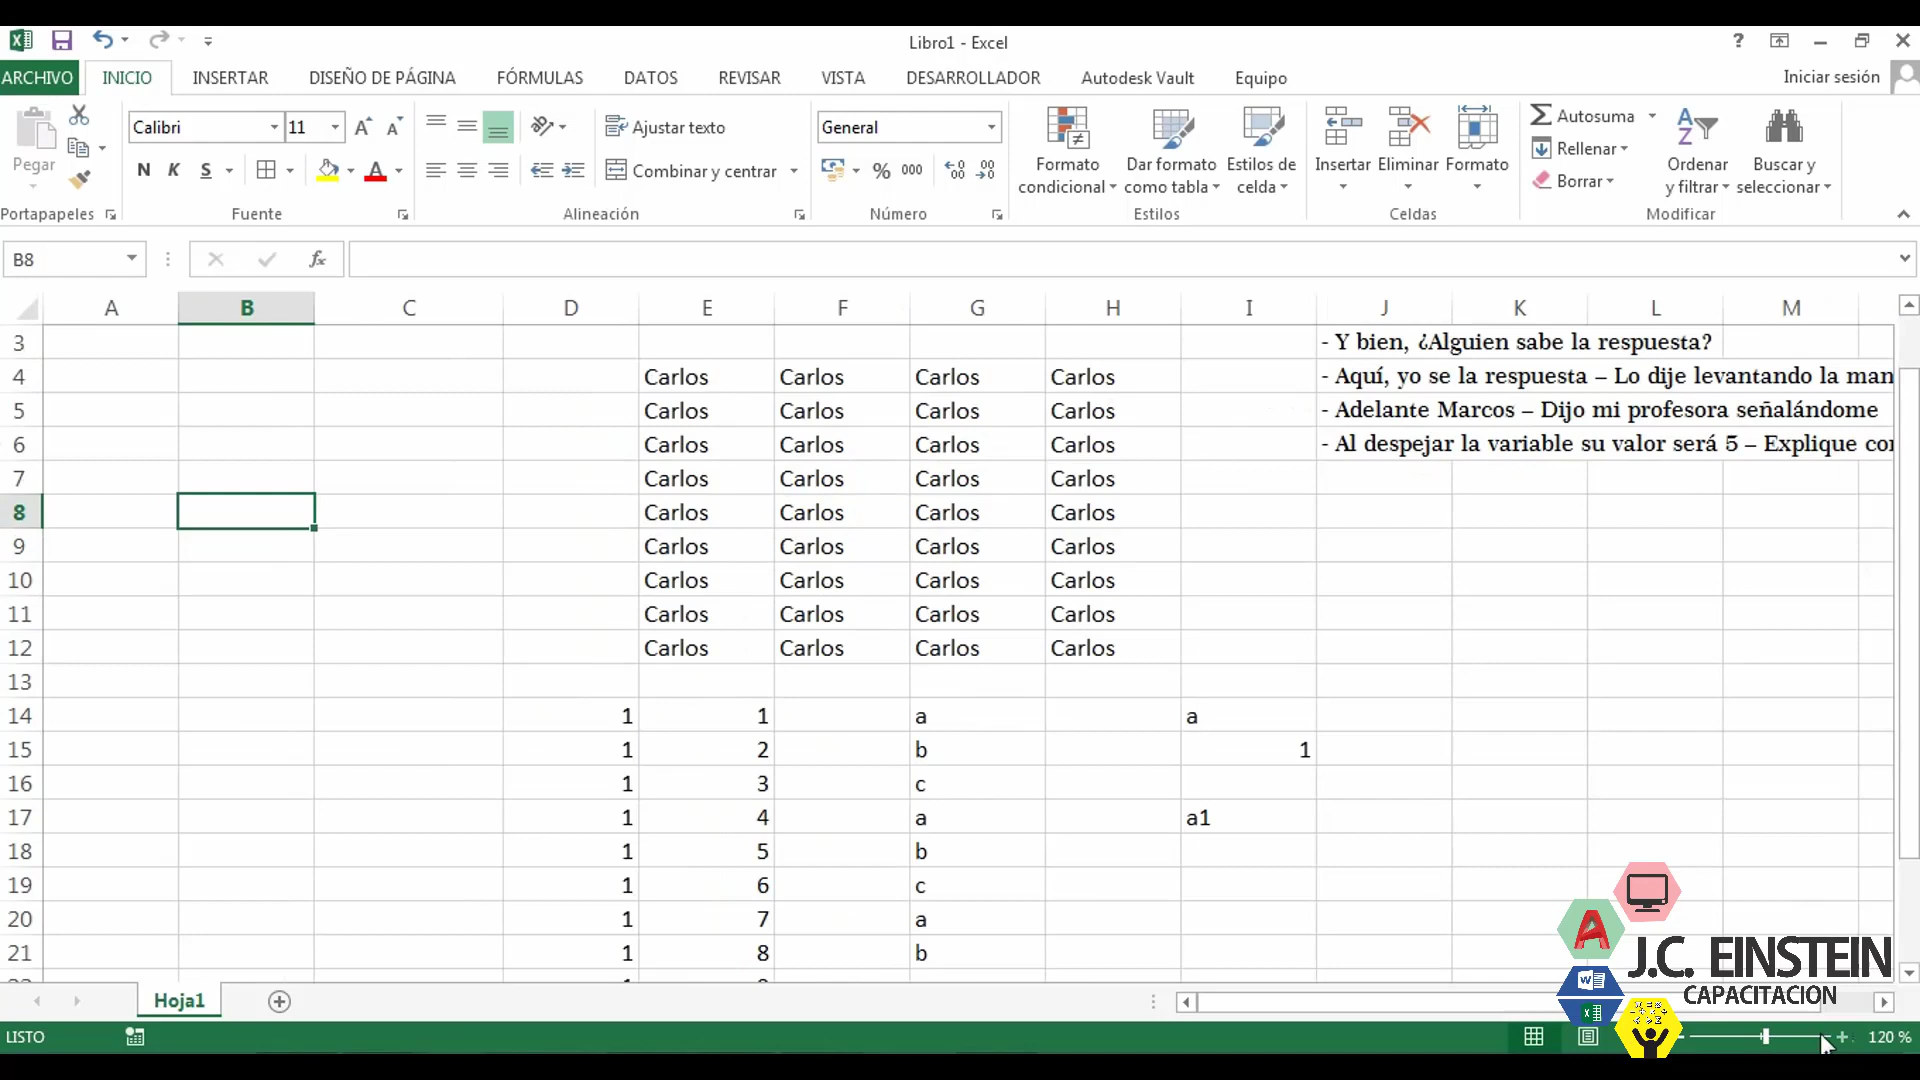 Libro1 - Excel
ARCHIVO INICIO INSERTAR DISEÑO DE PÁGINA FÓRMULAS DATOS REVISAR VISTA DESARROLLADOR Autodesk Vault Equipo Iniciar sesión
Pegar
Portapapeles
Calibri 11
N K S
Fuente
Ajustar texto
Combinar y centrar
Alineación
General
% 000
Número
Formato condicional
Dar formato como tabla
Estilos de celda
Estilos
Insertar Eliminar Formato
Celdas
Autosuma
Rellenar
Borrar
Ordenar y filtrar
Buscar y seleccionar
Modificar
B8 fx
A B C D E F G H I J K L M
3 - Y bien, ¿Alguien sabe la respuesta?
4 Carlos Carlos Carlos Carlos - Aquí, yo se la respuesta – Lo dije levantando la man
5 Carlos Carlos Carlos Carlos - Adelante Marcos – Dijo mi profesora señalándome
6 Carlos Carlos Carlos Carlos - Al despejar la variable su valor será 5 – Explique co
7 Carlos Carlos Carlos Carlos
8 Carlos Carlos Carlos Carlos
9 Carlos Carlos Carlos Carlos
10 Carlos Carlos Carlos Carlos
11 Carlos Carlos Carlos Carlos
12 Carlos Carlos Carlos Carlos
13
14 1 1 a a
15 1 2 b 1
16 1 3 c
17 1 4 a a1
18 1 5 b
19 1 6 c
20 1 7 a
21 1 8 b
J.C. EINSTEIN
CAPACITACION
Hoja1
LISTO 120 %